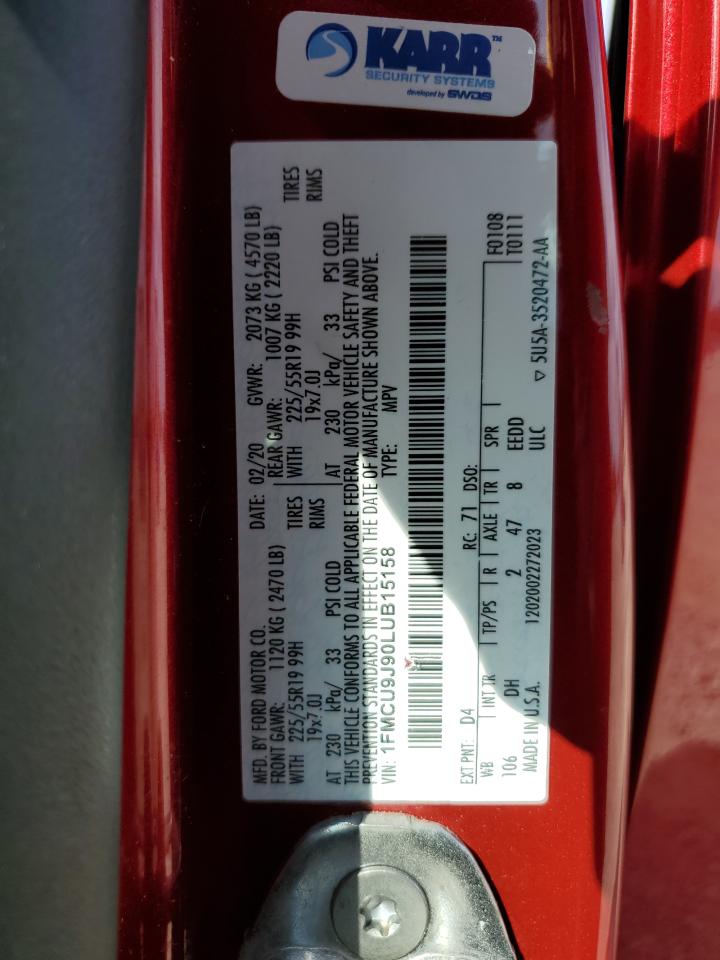 KARR™
SECURITY SYSTEMS
developed by SWDS
MFD. BY FORD MOTOR CO. DATE: 02/20 GVWR: 2073 KG ( 4570 LB)
FRONT GAWR: 1120 KG ( 2470 LB) REAR GAWR: 1007 KG ( 2220 LB)
WITH 225/55R19 99H TIRES WITH 225/55R19 99H TIRES
19x7.0J RIMS 19x7.0J RIMS
AT 230 kPa/ 33 PSI COLD AT 230 kPa/ 33 PSI COLD
THIS VEHICLE CONFORMS TO ALL APPLICABLE FEDERAL MOTOR VEHICLE SAFETY AND THEFT
PREVENTION STANDARDS IN EFFECT ON THE DATE OF MANUFACTURE SHOWN ABOVE.
VIN: 1FMCU9J90LUB15158 TYPE: MPV
EXT PNT: D4 RC: 71 DSO: F0108
WB INT TR TP/PS R AXLE TR SPR T0111
106 DH 2 47 8 EEDD
MADE IN U.S.A. 1202002272023 ULC ▽ 5U5A-3520472-AA